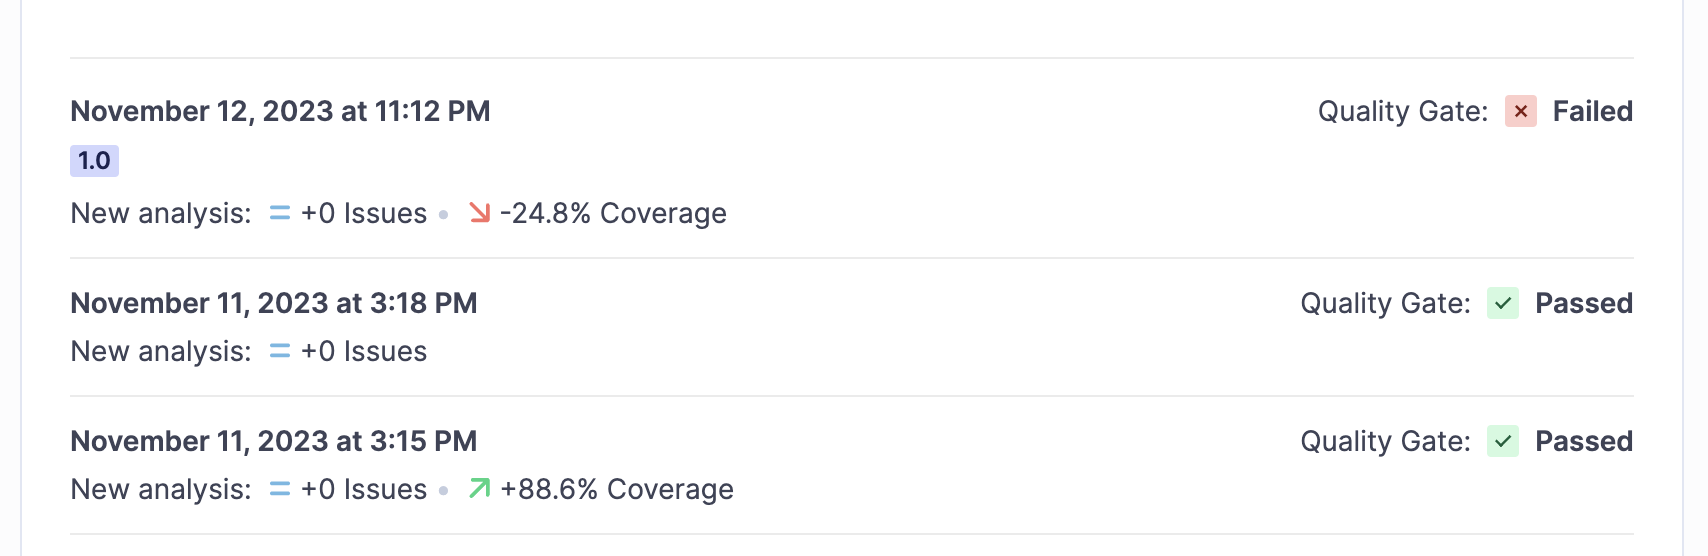 November 12, 2023 at 11:12 PM Quality Gate: Failed
1.0
New analysis: = +0 Issues • -24.8% Coverage
November 11, 2023 at 3:18 PM Quality Gate: Passed
New analysis: = +0 Issues
November 11, 2023 at 3:15 PM Quality Gate: Passed
New analysis: = +0 Issues • +88.6% Coverage